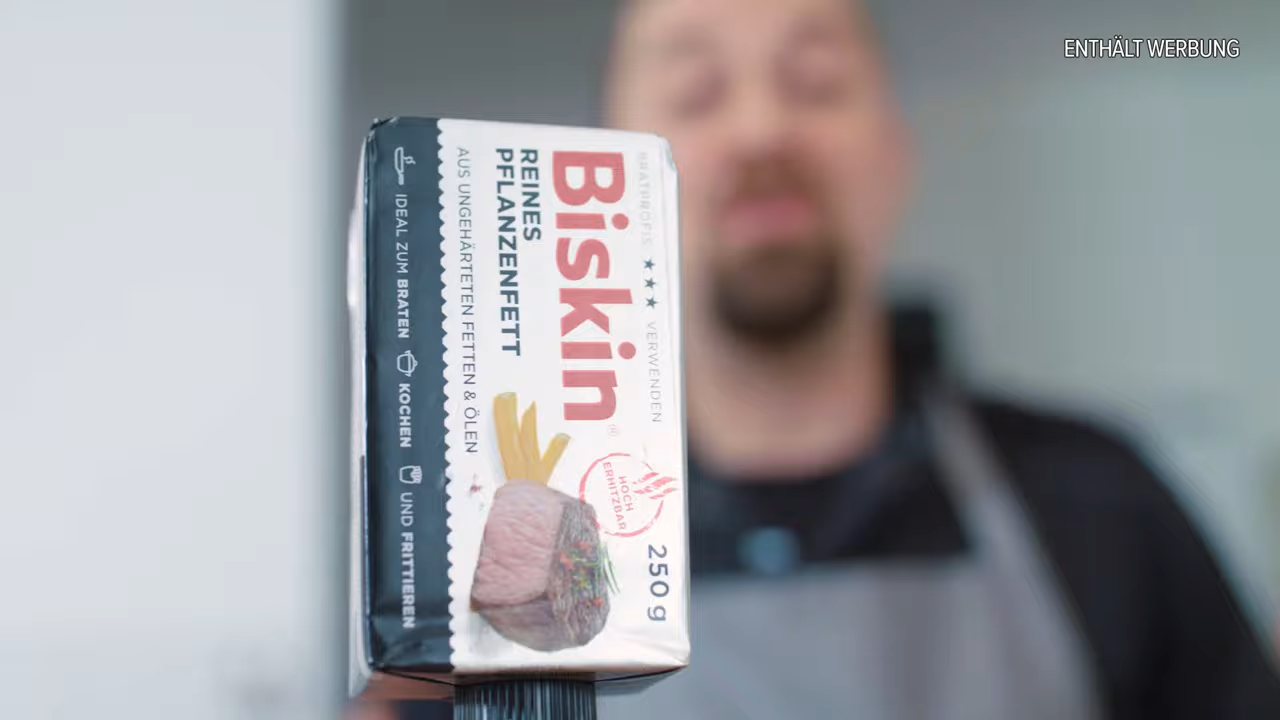 ENTHÄLT WERBUNG
BRATPROFIS ★★★ VERWENDEN
Biskin®
REINES
PFLANZENFETT
AUS UNGEHÄRTETEN FETTEN & ÖLEN
HOCH
ERHITZBAR
250 g
IDEAL ZUM BRATEN KOCHEN UND FRITTIEREN